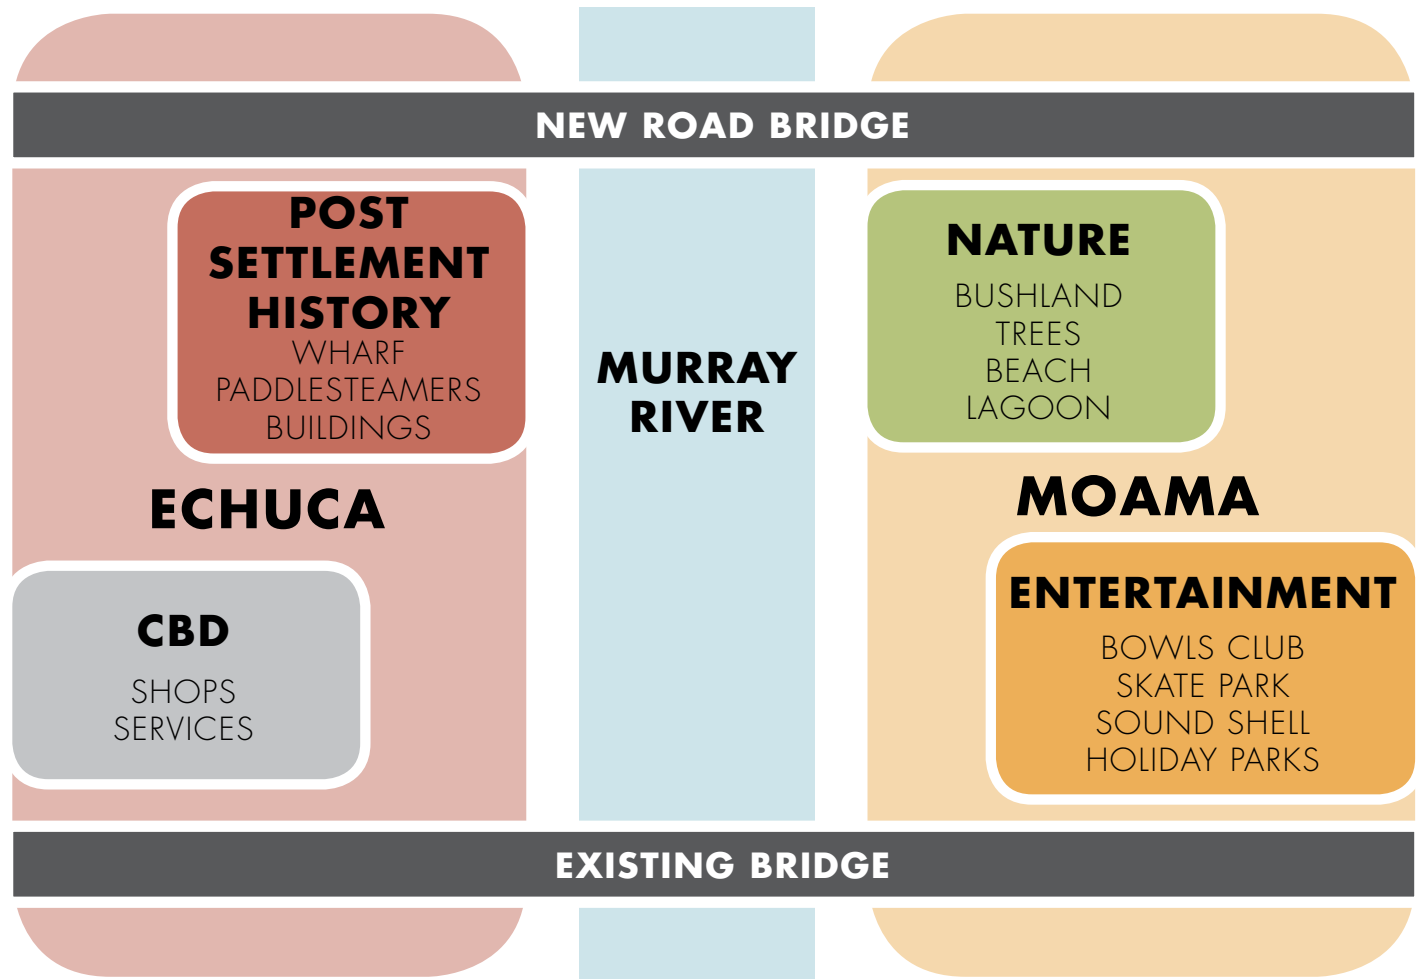 NEW ROAD BRIDGE
POST
SETTLEMENT
HISTORY
WHARF
PADDLESTEAMERS
BUILDINGS
ECHUCA
CBD
SHOPS
SERVICES
MURRAY
RIVER
NATURE
BUSHLAND
TREES
BEACH
LAGOON
MOAMA
ENTERTAINMENT
BOWLS CLUB
SKATE PARK
SOUND SHELL
HOLIDAY PARKS
EXISTING BRIDGE